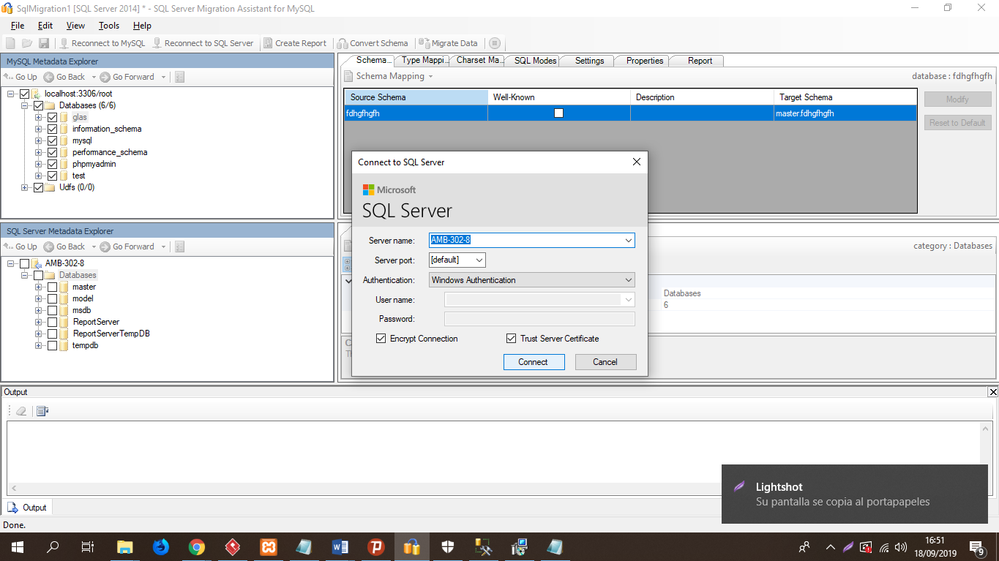 SqlMigration1 [SQL Server 2014] * - SQL Server Migration Assistant for MySQL
File Edit View Tools Help
Reconnect to MySQL Reconnect to SQL Server Create Report Convert Schema Migrate Data
MySQL Metadata Explorer
Go Up Go Back Go Forward
localhost:3306/root
Databases (6/6)
glas
information_schema
mysql
performance_schema
phpmyadmin
test
Udfs (0/0)
Schema... Type Mappi... Charset Ma... SQL Modes Settings Properties Report
Schema Mapping
database : fdhgfhgfh
Source Schema Well-Known Description Target Schema
fdhgfhgfh master.fdhgfhgfh
Modify
Reset to Default
SQL Server Metadata Explorer
Go Up Go Back Go Forward
AMB-302-8
Databases
master
model
msdb
ReportServer
ReportServerTempDB
tempdb
category : Databases
Databases
6
Connect to SQL Server
Microsoft
SQL Server
Server name: AMB-302-8
Server port: [default]
Authentication: Windows Authentication
User name:
Password:
Encrypt Connection Trust Server Certificate
Connect Cancel
Output
Output
Done.
Lightshot
Su pantalla se copia al portapapeles
16:51
18/09/2019
9